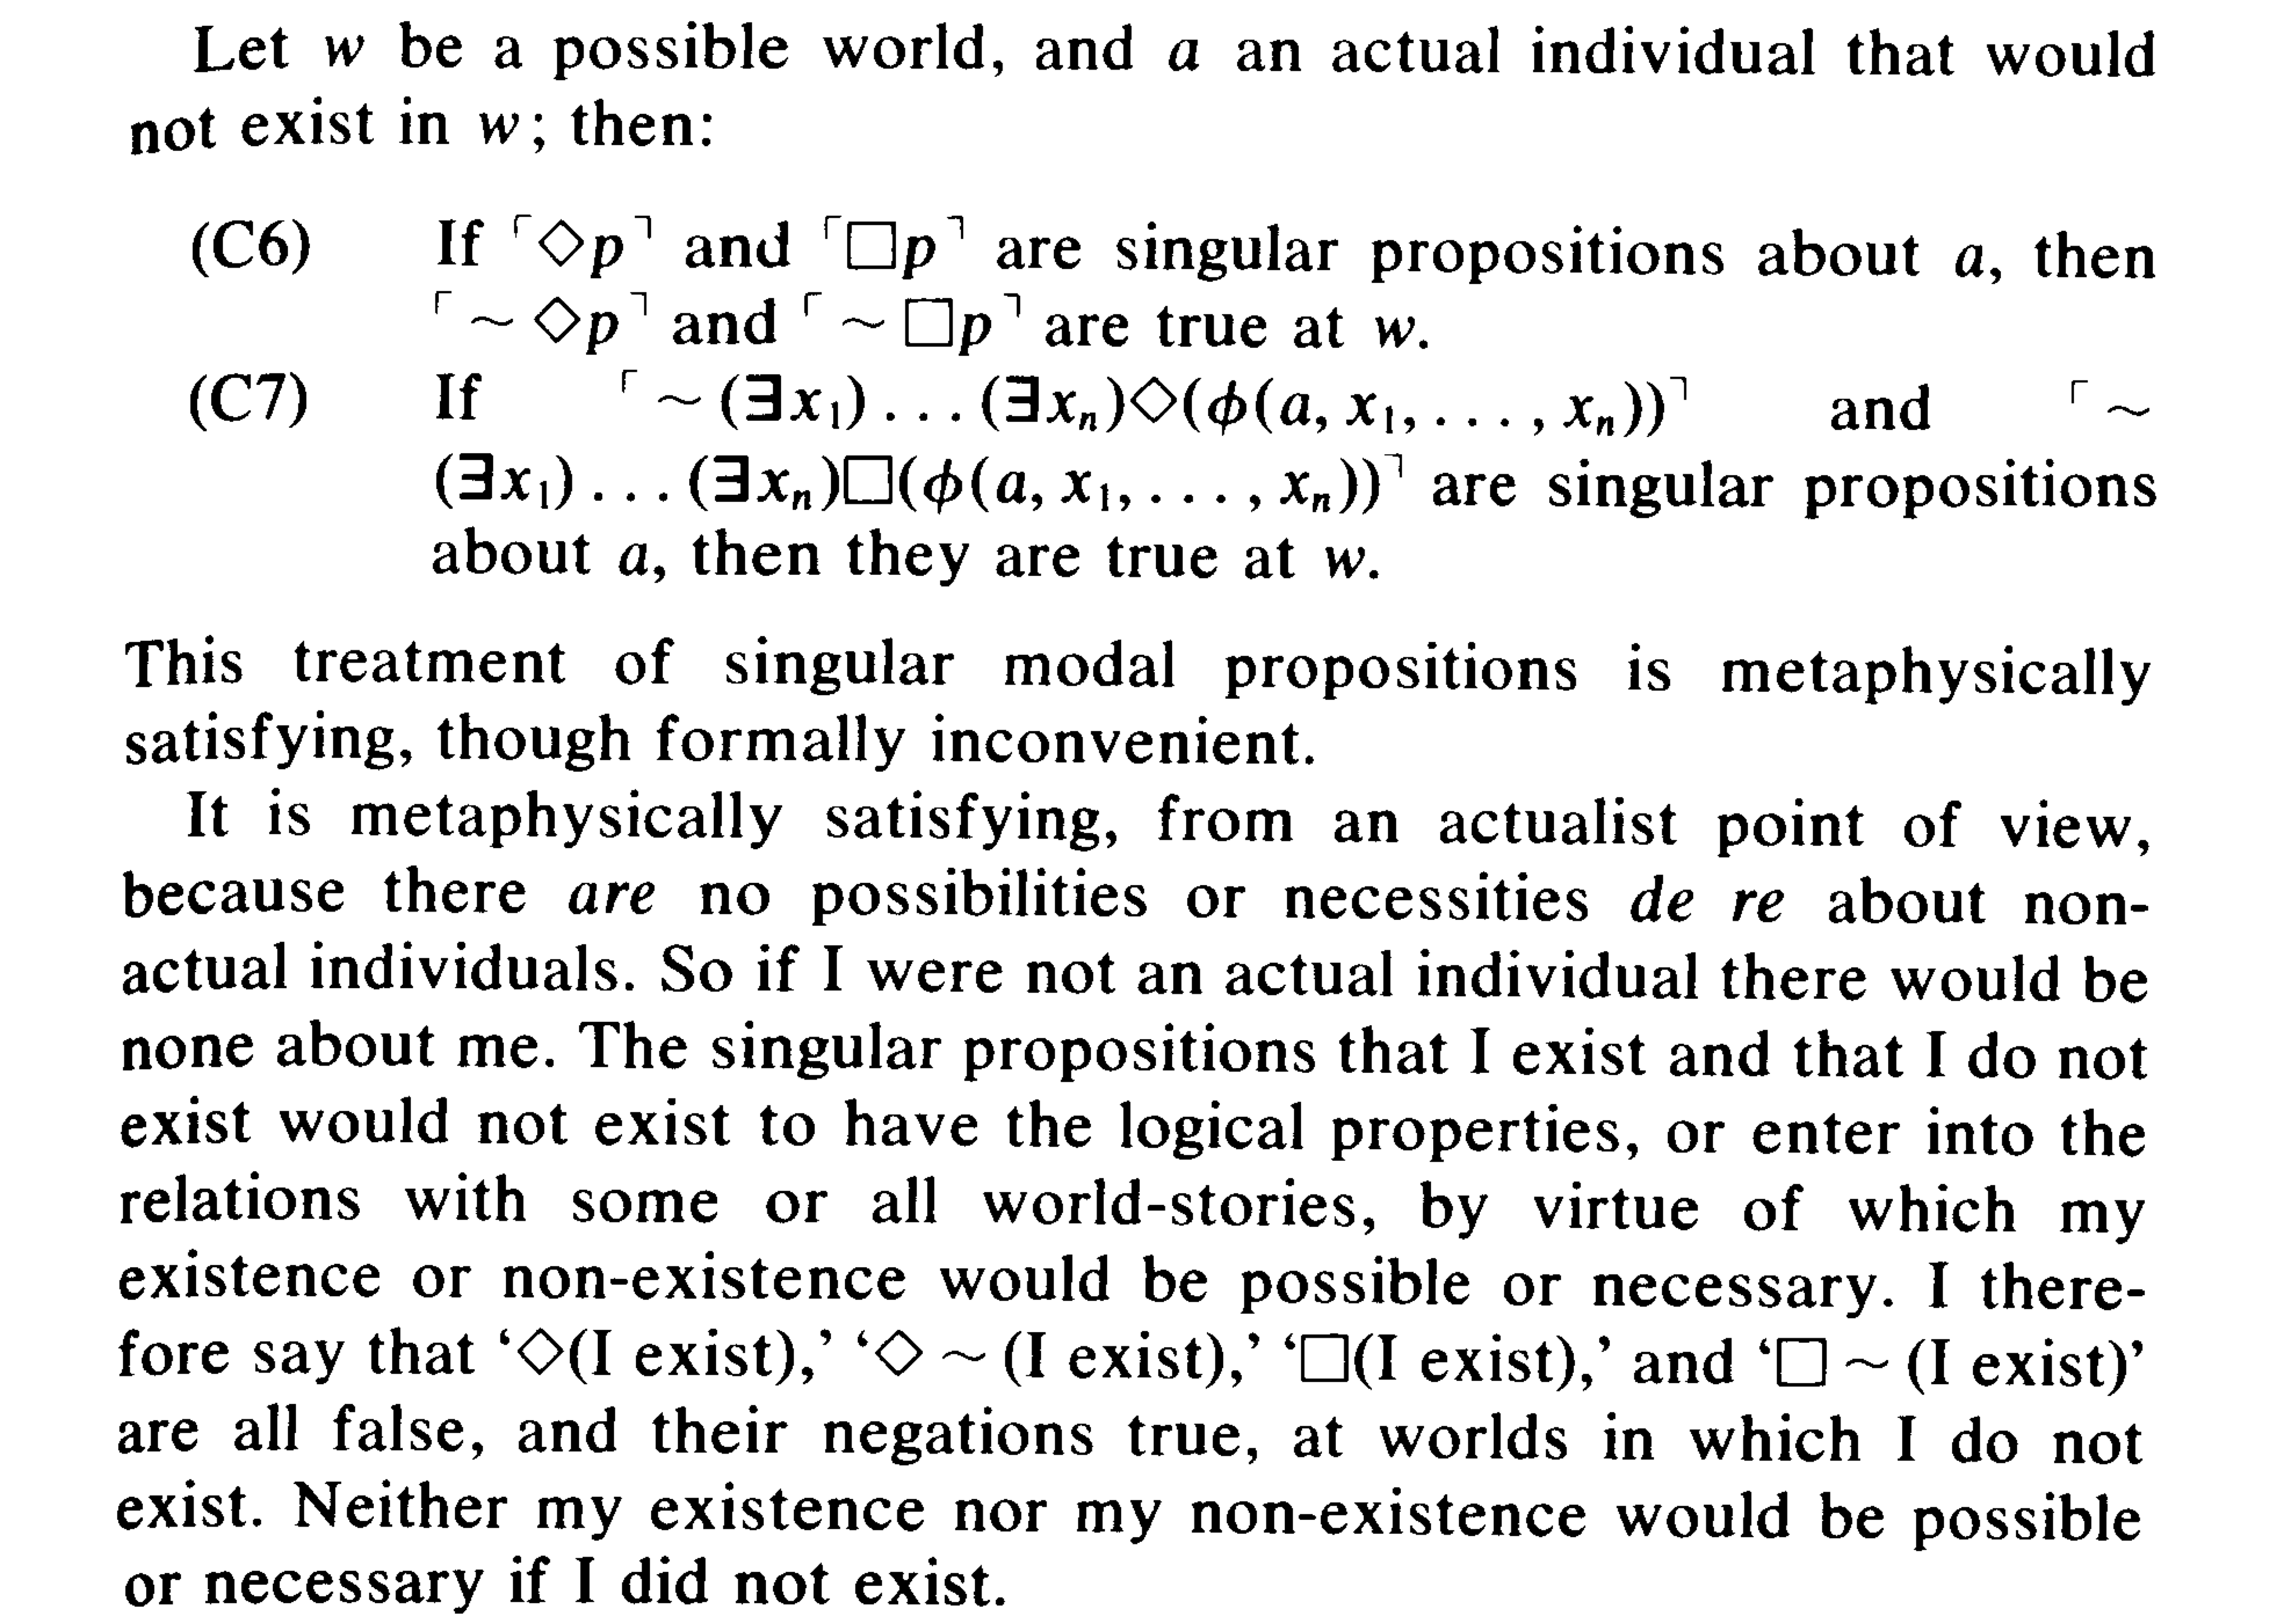 Let w be a possible world, and a an actual individual that would
not exist in w; then:
(C6) If ⌜◇p⌝ and ⌜□p⌝ are singular propositions about a, then
⌜~◇p⌝ and ⌜~□p⌝ are true at w.
(C7) If ⌜~(∃x₁)...(∃xₙ)◇(ϕ(a, x₁, ..., xₙ))⌝ and ⌜~
(∃x₁)...(∃xₙ)□(ϕ(a, x₁, ..., xₙ))⌝ are singular propositions
about a, then they are true at w.
This treatment of singular modal propositions is metaphysically
satisfying, though formally inconvenient.
It is metaphysically satisfying, from an actualist point of view,
because there are no possibilities or necessities de re about non-
actual individuals. So if I were not an actual individual there would be
none about me. The singular propositions that I exist and that I do not
exist would not exist to have the logical properties, or enter into the
relations with some or all world-stories, by virtue of which my
existence or non-existence would be possible or necessary. I there-
fore say that ‘◇(I exist),’ ‘◇ ~ (I exist),’ ‘□(I exist),’ and ‘□ ~ (I exist)’
are all false, and their negations true, at worlds in which I do not
exist. Neither my existence nor my non-existence would be possible
or necessary if I did not exist.